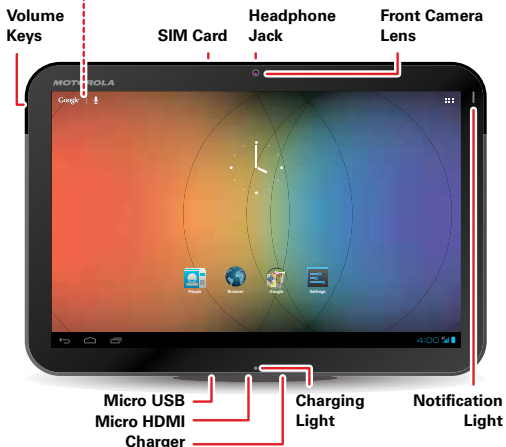 Volume
Keys
SIM Card
Headphone
Jack
Front Camera
Lens
MOTOROLA
Google
People
Browser
Google
Settings
4:00
Micro USB
Micro HDMI
Charger
Charging
Light
Notification
Light